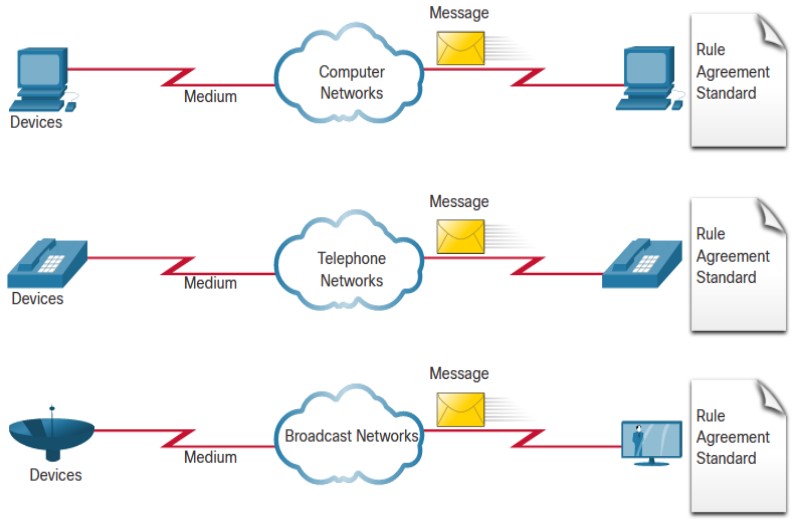 Message
Computer
Networks
Rule
Agreement
Standard
Medium
Devices
Message
Telephone
Networks
Rule
Agreement
Standard
Medium
Devices
Message
Broadcast Networks
Rule
Agreement
Standard
Medium
Devices